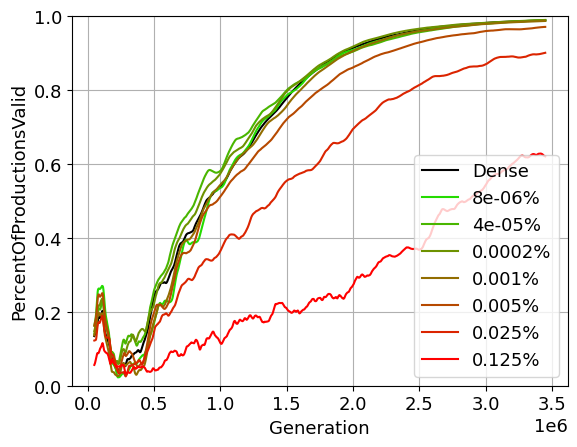 1.0
0.8
0.6
0.4
0.2
0.0
PercentOfProductionsValid
Dense
8e-06%
4e-05%
0.0002%
0.001%
0.005%
0.025%
0.125%
0.0 0.5 1.0 1.5 2.0 2.5 3.0 3.5
1e6
Generation